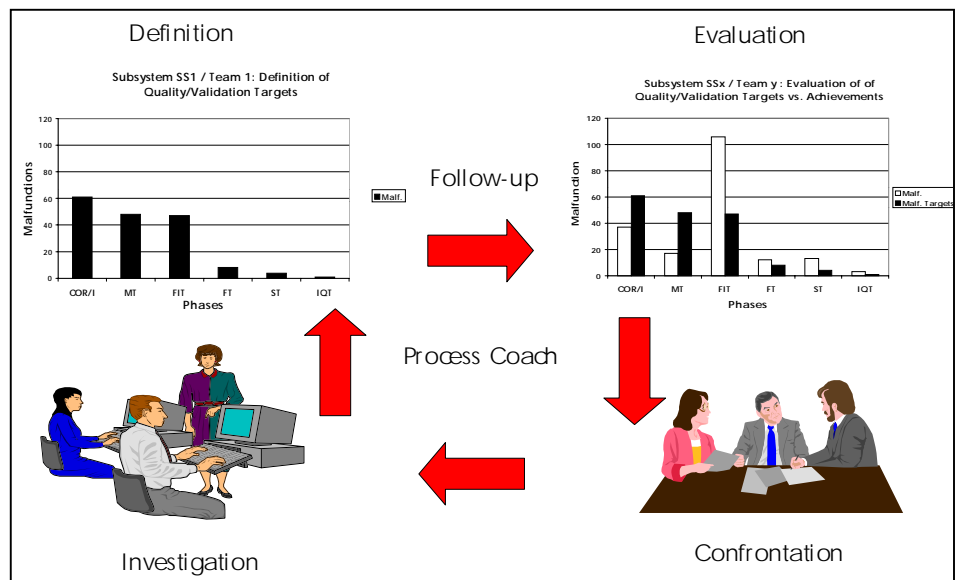 Definition
Evaluation
Subsystem SS1 / Team 1: Definition of
Quality/Validation Targets
120
100
80
60
40
20
0
Malfunctions
COR/I MT FIT FT ST IQT
Phases
Malf.
Follow-up
Subsystem SSx / Team y : Evaluation of of
Quality/Validation Targets vs. Achievements
120
100
80
60
40
20
0
Malfunction
COR/I MT FIT FT ST IQT
Phases
Malf.
Malf. Targets
Process Coach
Investigation
Confrontation